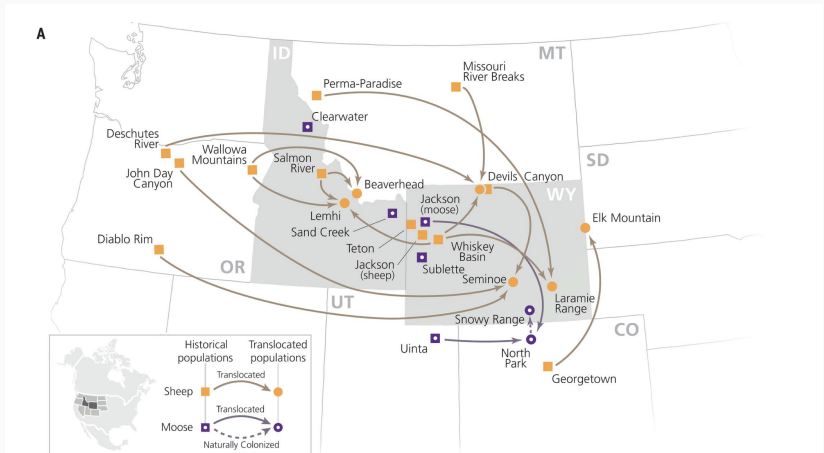 A
ID
MT
Missouri
River Breaks
Perma-Paradise
Clearwater
Deschutes
River
Wallowa
Mountains
Salmon
River
SD
John Day
Canyon
Devils Canyon
Beaverhead
WY
Jackson
(moose)
Lemhi
Elk Mountain
Sand Creek
Diablo Rim
Teton
Whiskey
Basin
Jackson
(sheep)
OR
Sublette
Seminoe
UT
Laramie
Range
Snowy Range
CO
Uinta
North
Park
Georgetown
Historical
populations
Translocated
populations
Translocated
Sheep
Translocated
Moose
Naturally Colonized